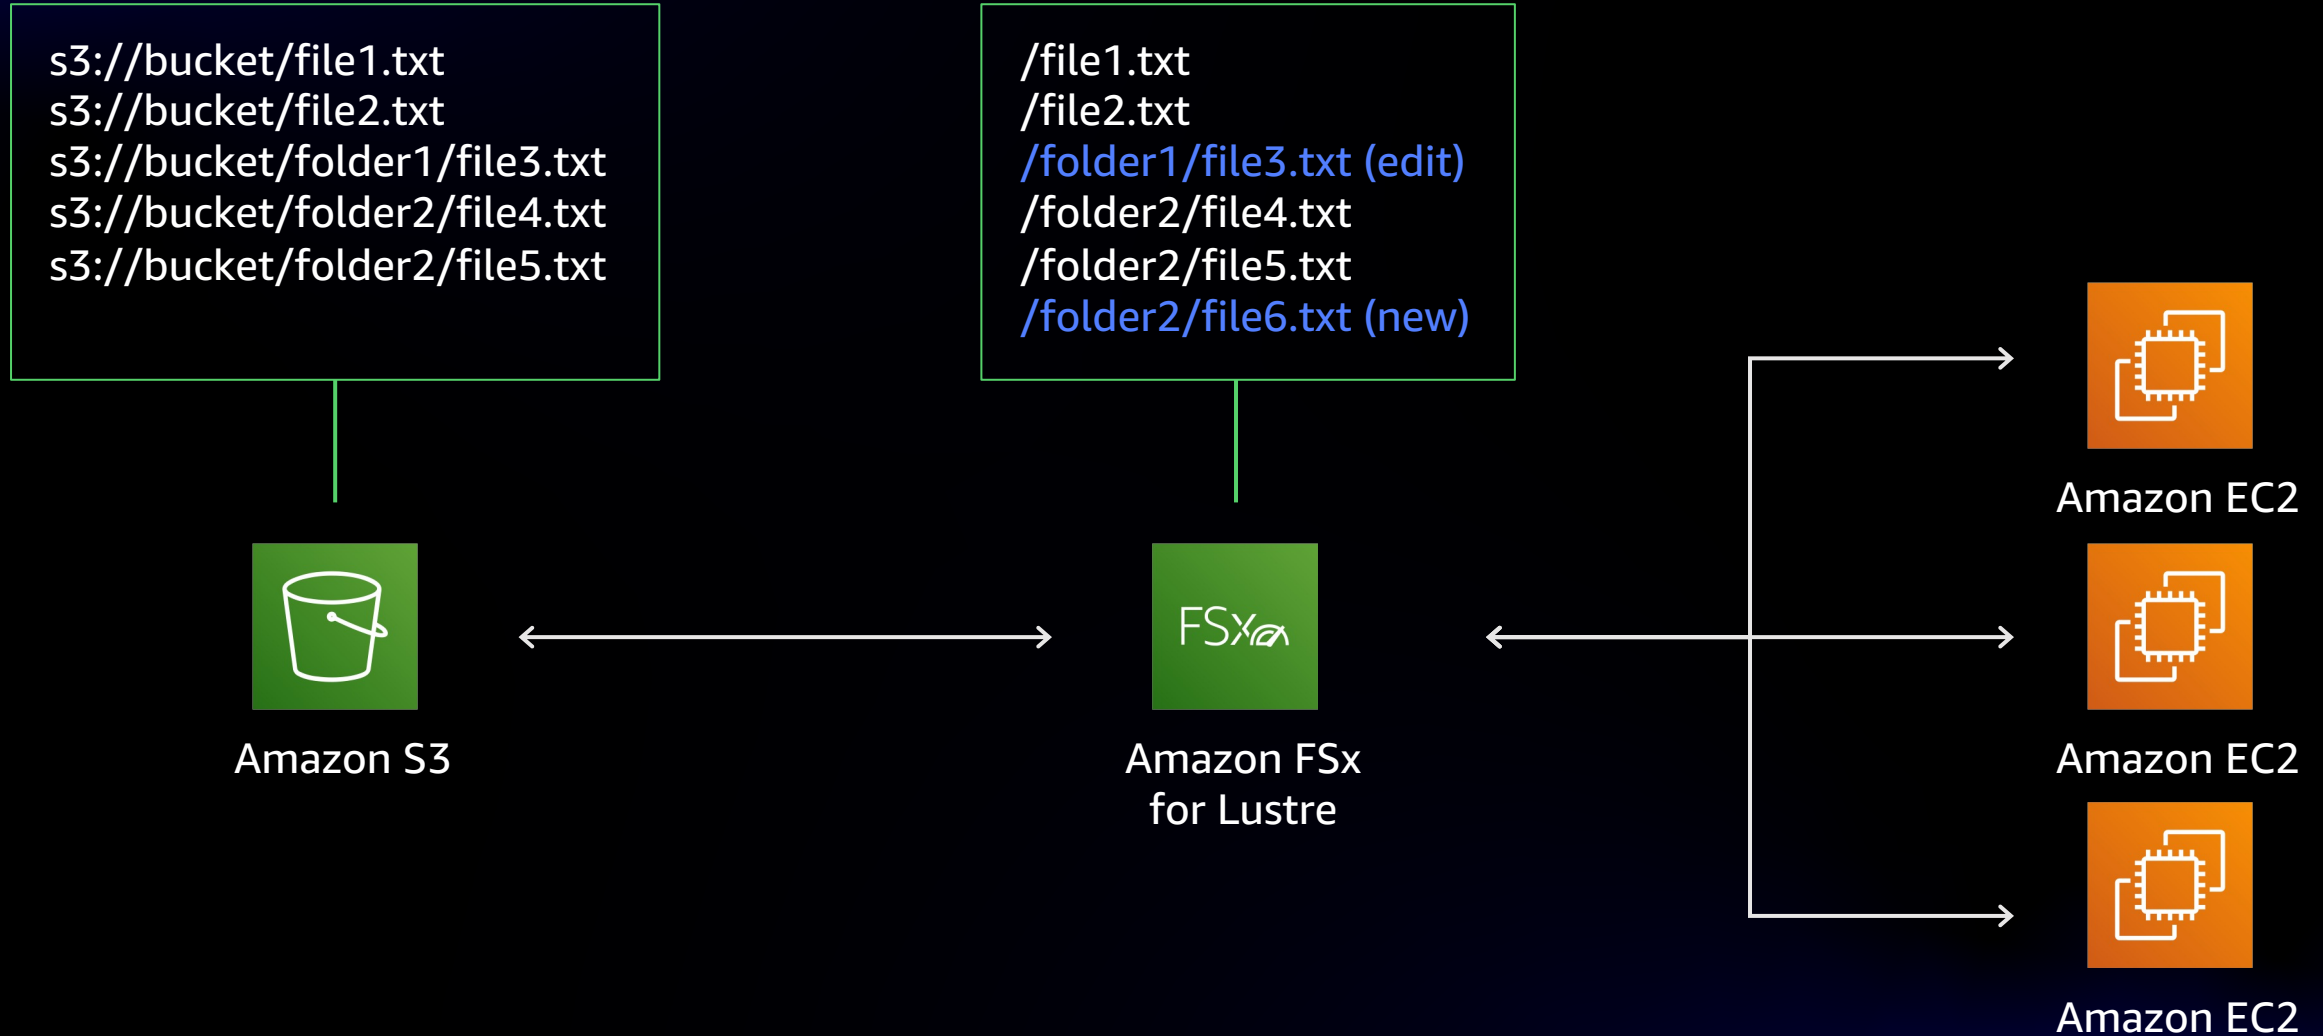 s3://bucket/file1.txt
s3://bucket/file2.txt
s3://bucket/folder1/file3.txt
s3://bucket/folder2/file4.txt
s3://bucket/folder2/file5.txt
/file1.txt
/file2.txt
/folder1/file3.txt (edit)
/folder2/file4.txt
/folder2/file5.txt
/folder2/file6.txt (new)
Amazon S3
FSx
Amazon FSx
for Lustre
Amazon EC2
Amazon EC2
Amazon EC2